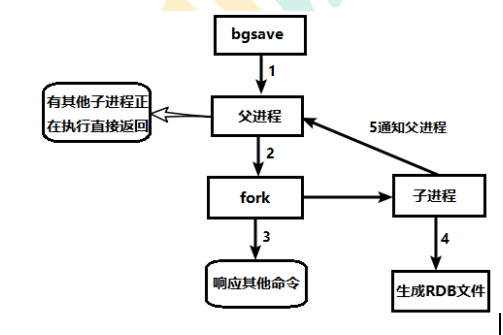 bgsave
1
有其他子进程正
在执行直接返回
父进程
5通知父进程
2
fork
子进程
3
4
响应其他命令
生成RDB文件